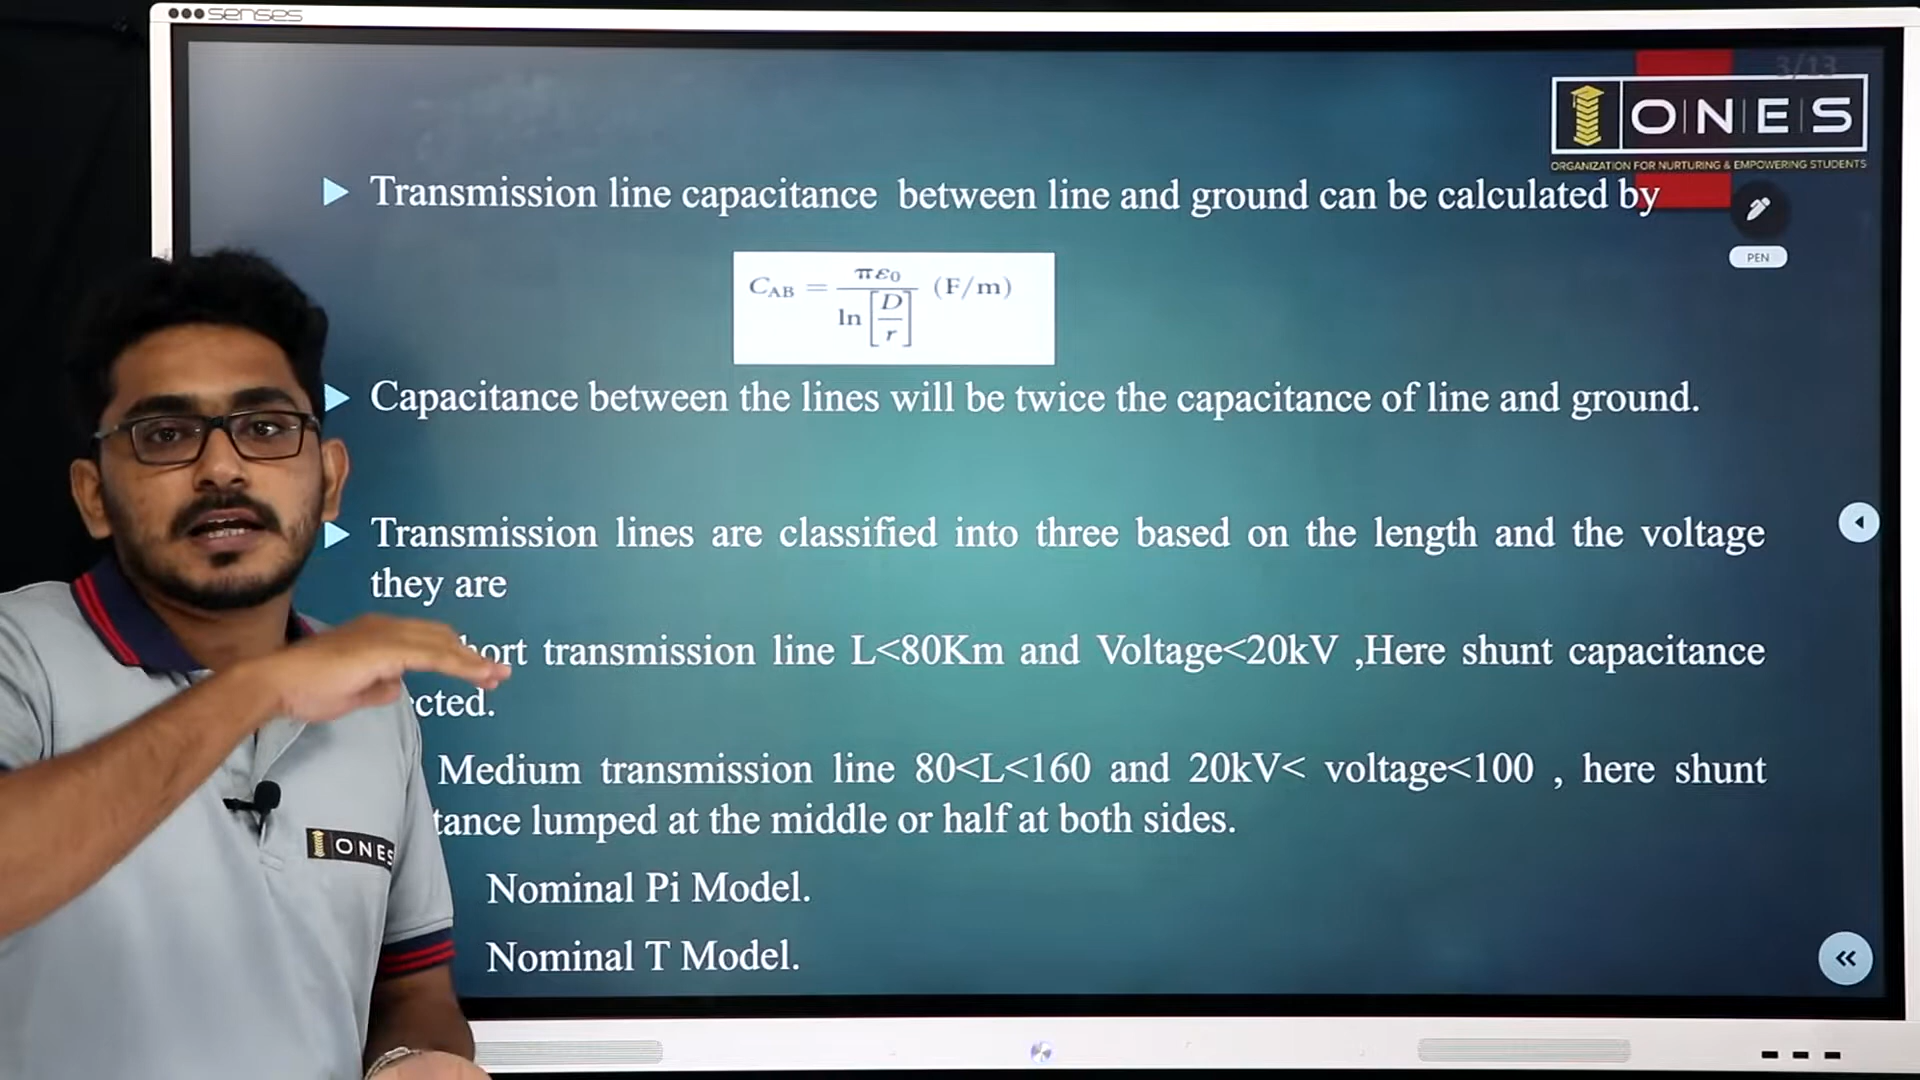 senses
3/13
ONES
ORGANIZATION FOR NURTURING & EMPOWERING STUDENTS
Transmission line capacitance between line and ground can be calculated by
PEN
C_AB = πε₀ / ln[D/r] (F/m)
Capacitance between the lines will be twice the capacitance of line and ground.
Transmission lines are classified into three based on the length and the voltage
they are
transmission line L<80Km and Voltage<20kV ,Here shunt capacitance
Medium transmission line 80<L<160 and 20kV< voltage<100 , here shunt
lumped at the middle or half at both sides.
ONES
Nominal Pi Model.
Nominal T Model.